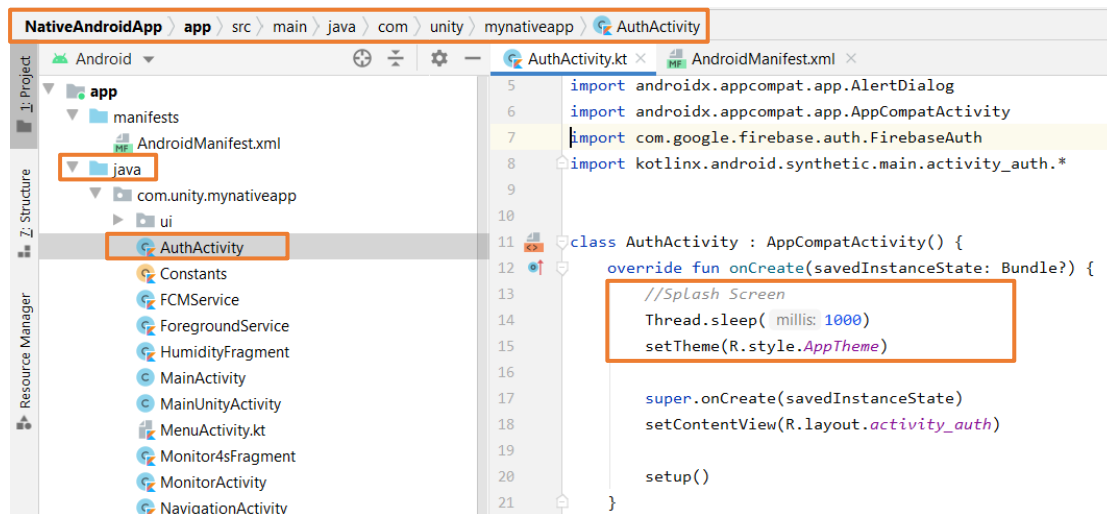 NativeAndroidApp 〉 app 〉 src 〉 main 〉 java 〉 com 〉 unity 〉 mynativeapp 〉 AuthActivity
1: Project
Z: Structure
Resource Manager
Android
app
manifests
MF AndroidManifest.xml
java
com.unity.mynativeapp
ui
AuthActivity
Constants
FCMService
ForegroundService
HumidityFragment
C MainActivity
C MainUnityActivity
MenuActivity.kt
Monitor4sFragment
MonitorActivity
NavigationActivity
AuthActivity.kt × MF AndroidManifest.xml ×
5 import androidx.appcompat.app.AlertDialog
6 import androidx.appcompat.app.AppCompatActivity
7 import com.google.firebase.auth.FirebaseAuth
8 import kotlinx.android.synthetic.main.activity_auth.*
9
10
11 class AuthActivity : AppCompatActivity() {
12 override fun onCreate(savedInstanceState: Bundle?) {
13 //Splash Screen
14 Thread.sleep( millis: 1000)
15 setTheme(R.style.AppTheme)
16
17 super.onCreate(savedInstanceState)
18 setContentView(R.layout.activity_auth)
19
20 setup()
21 }